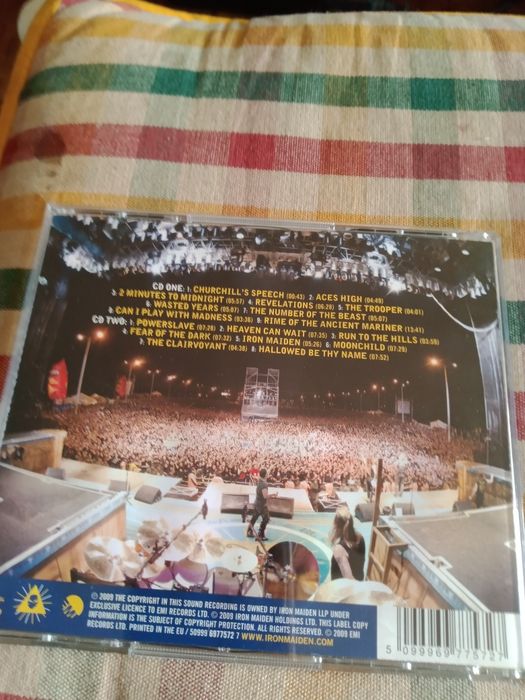 CD ONE: 1: CHURCHILL'S SPEECH (00:43) 2: ACES HIGH (04:49)
3: 2 MINUTES TO MIDNIGHT (05:57) 4: REVELATIONS (06:28) 5: THE TROOPER (04:01)
6: WASTED YEARS (05:07) 7: THE NUMBER OF THE BEAST (05:07)
8: CAN I PLAY WITH MADNESS (03:36) 9: RIME OF THE ANCIENT MARINER (13:41)
CD TWO: 1: POWERSLAVE (07:28) 2: HEAVEN CAN WAIT (07:35) 3: RUN TO THE HILLS (03:59)
4: FEAR OF THE DARK (07:32) 5: IRON MAIDEN (05:26) 6: MOONCHILD (07:29)
7: THE CLAIRVOYANT (04:38) 8: HALLOWED BE THY NAME (07:52)
© 2009 THE COPYRIGHT IN THIS SOUND RECORDING IS OWNED BY IRON MAIDEN LLP UNDER
EXCLUSIVE LICENCE TO EMI RECORDS LTD. © 2009 IRON MAIDEN HOLDINGS LTD. THIS LABEL COPY
INFORMATION IS THE SUBJECT OF COPYRIGHT PROTECTION. ALL RIGHTS RESERVED. © 2009 EMI
RECORDS LTD. PRINTED IN THE EU / 50999 6977572 7 WWW.IRONMAIDEN.COM
5 099969 775727